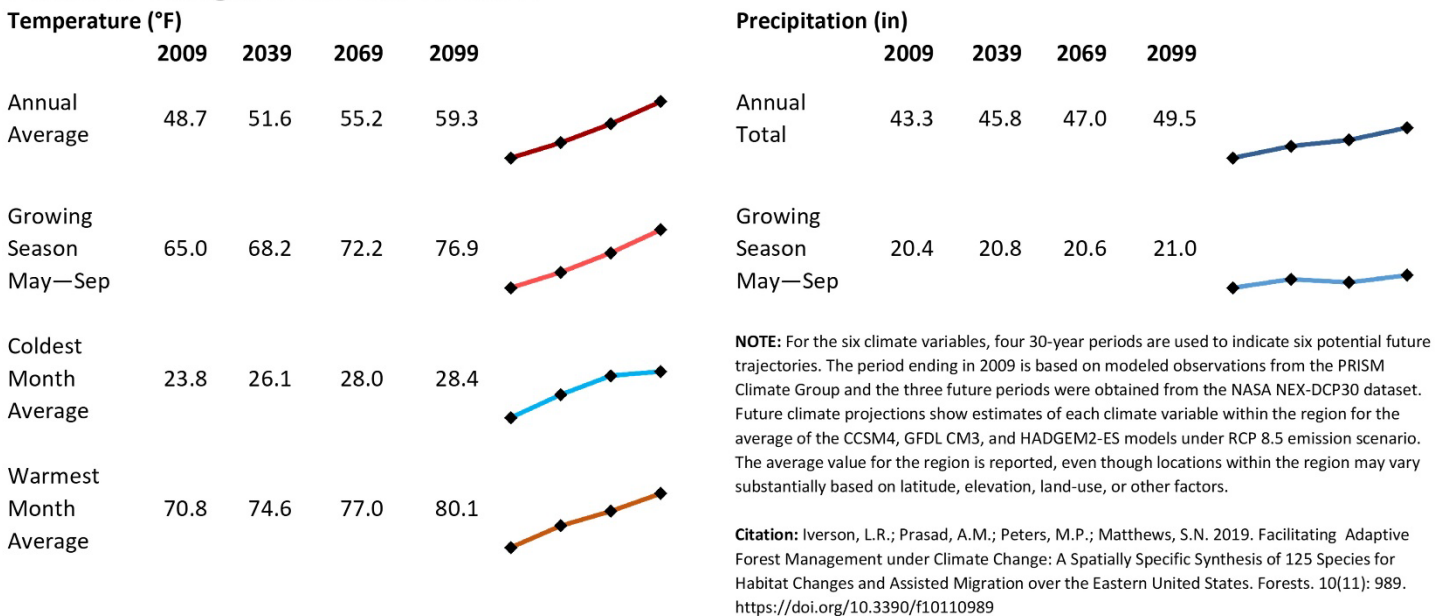 Temperature (°F)
2009 2039 2069 2099
Annual
Average
48.7 51.6 55.2 59.3
Growing
Season
May—Sep
65.0 68.2 72.2 76.9
Coldest
Month
Average
23.8 26.1 28.0 28.4
Warmest
Month
Average
70.8 74.6 77.0 80.1
Precipitation (in)
2009 2039 2069 2099
Annual
Total
43.3 45.8 47.0 49.5
Growing
Season
May—Sep
20.4 20.8 20.6 21.0
NOTE: For the six climate variables, four 30-year periods are used to indicate six potential future
trajectories. The period ending in 2009 is based on modeled observations from the PRISM
Climate Group and the three future periods were obtained from the NASA NEX-DCP30 dataset.
Future climate projections show estimates of each climate variable within the region for the
average of the CCSM4, GFDL CM3, and HADGEM2-ES models under RCP 8.5 emission scenario.
The average value for the region is reported, even though locations within the region may vary
substantially based on latitude, elevation, land-use, or other factors.
Citation: Iverson, L.R.; Prasad, A.M.; Peters, M.P.; Matthews, S.N. 2019. Facilitating Adaptive
Forest Management under Climate Change: A Spatially Specific Synthesis of 125 Species for
Habitat Changes and Assisted Migration over the Eastern United States. Forests. 10(11): 989.
https://doi.org/10.3390/f10110989